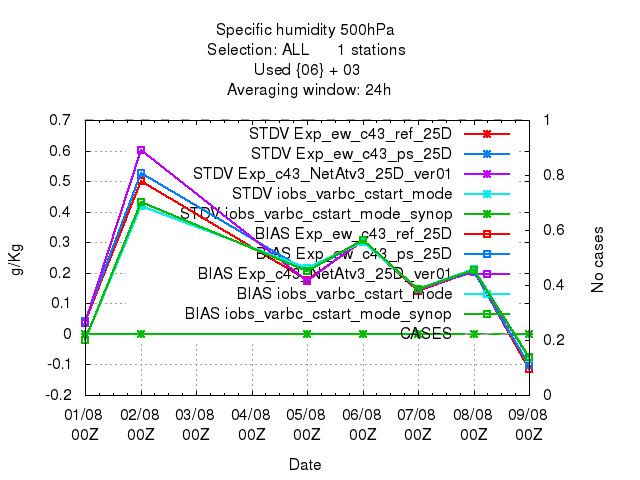 Specific humidity 500hPa
Selection: ALL 1 stations
Used {06} + 03
Averaging window: 24h
0.7 1
STDV Exp_ew_c43_ref_25D
0.6 STDV Exp_ew_c43_ps_25D
STDV Exp_c43_NetAtv3_25D_ver01 0.8
0.5
STDV iobs_varbc_cstart_mode
0.4 STDV iobs_varbc_cstart_mode_synop
BIAS Exp_ew_c43_ref_25D 0.6
0.3
BIAS Exp_ew_c43_ps_25D
g/Kg No cases
0.2 BIAS Exp_c43_NetAtv3_25D_ver01
BIAS iobs_varbc_cstart_mode 0.4
0.1
BIAS iobs_varbc_cstart_mode_synop
0 CASES
0.2
-0.1
-0.2 0
01/08 02/08 03/08 04/08 05/08 06/08 07/08 08/08 09/08
00Z 00Z 00Z 00Z 00Z 00Z 00Z 00Z 00Z
Date